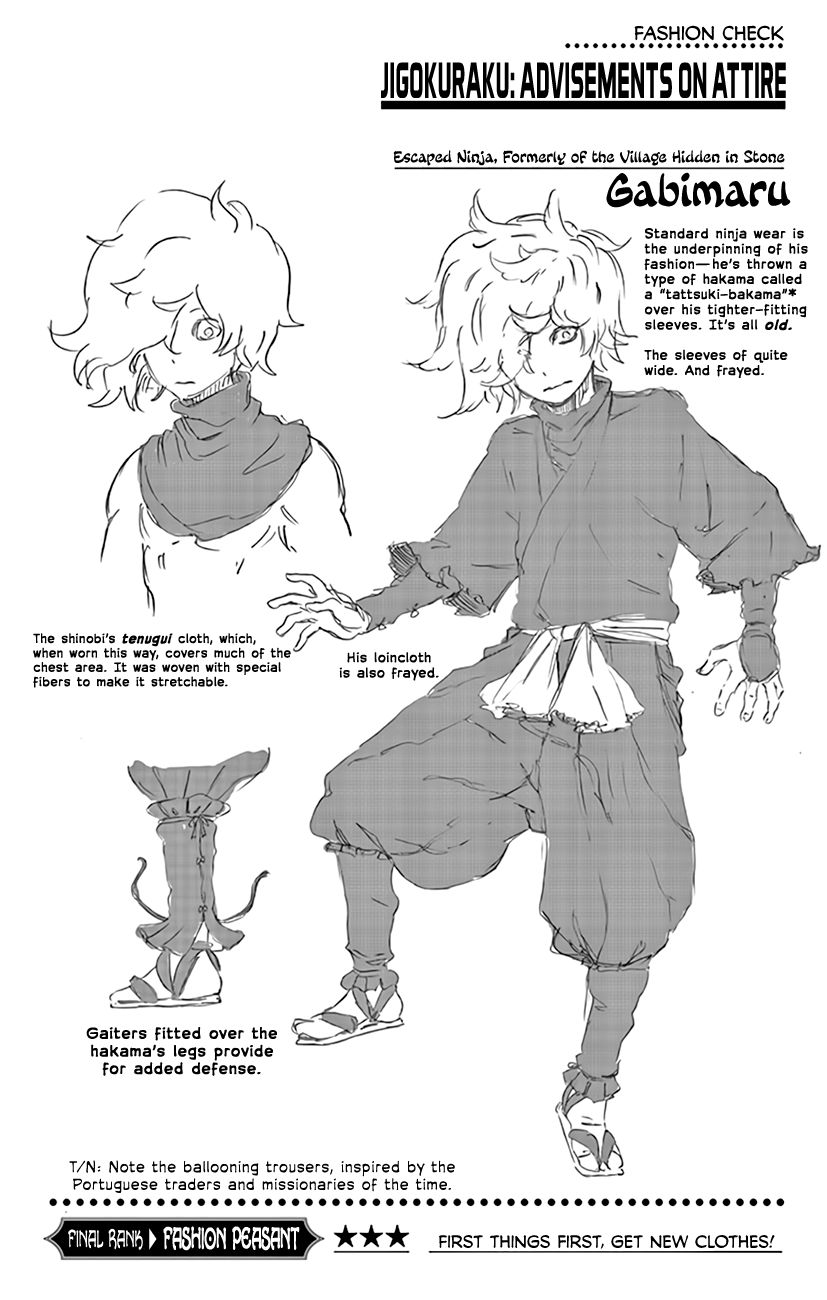 FASHION CHECK
JIGOKURAKU: ADVISEMENTS ON ATTIRE
Escaped Ninja, Formerly of the Village Hidden in Stone
Gabimaru
Standard ninja wear is
the underpinning of his
fashion—he's thrown a
type of hakama called
a "tattsuki-bakama"*
over his tighter-fitting
sleeves. It's all old.
The sleeves of quite
wide. And frayed.
The shinobi's tenugui cloth, which,
when worn this way, covers much of the
chest area. It was woven with special
fibers to make it stretchable.
His loincloth
is also frayed.
Gaiters fitted over the
hakama's legs provide
for added defense.
T/N: Note the ballooning trousers, inspired by the
Portuguese traders and missionaries of the time.
FINAL RANK ▶ FASHION PEASANT ★★★ FIRST THINGS FIRST, GET NEW CLOTHES!